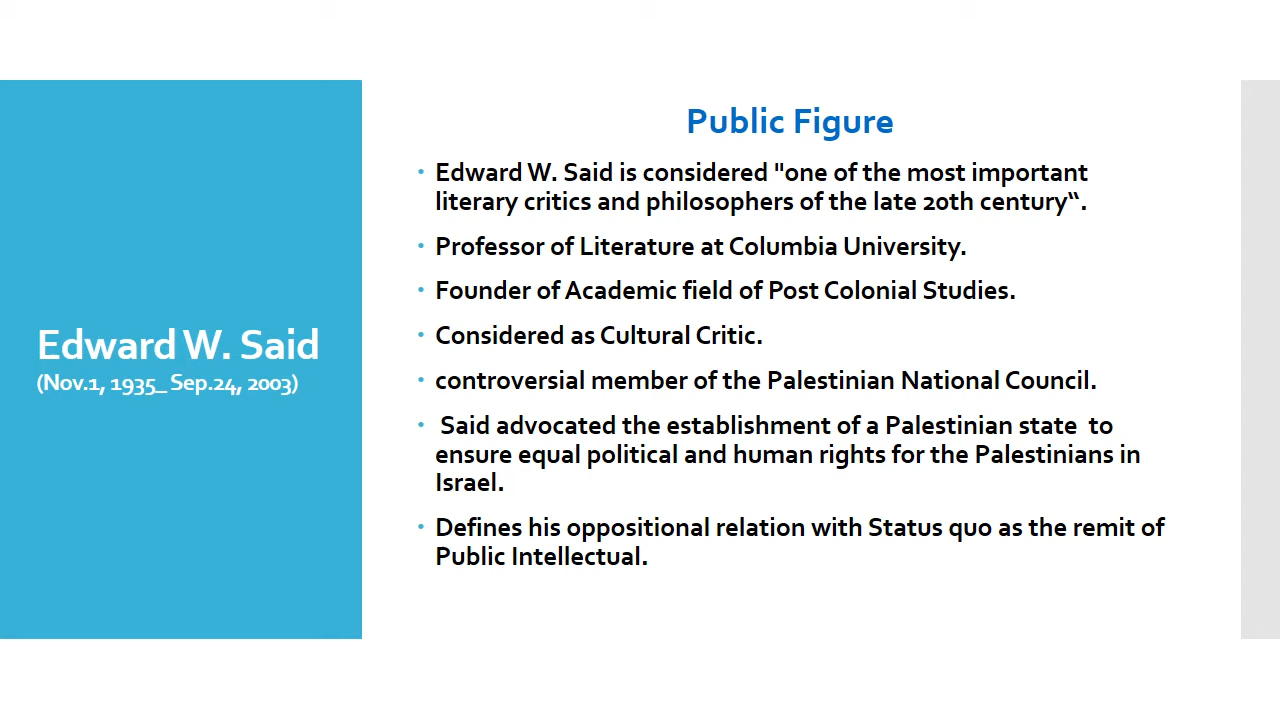 Edward W. Said
(Nov.1, 1935_ Sep.24, 2003)
Public Figure
• Edward W. Said is considered "one of the most important
literary critics and philosophers of the late 20th century“.
• Professor of Literature at Columbia University.
• Founder of Academic field of Post Colonial Studies.
• Considered as Cultural Critic.
• controversial member of the Palestinian National Council.
• Said advocated the establishment of a Palestinian state  to
ensure equal political and human rights for the Palestinians in
Israel.
• Defines his oppositional relation with Status quo as the remit of
Public Intellectual.